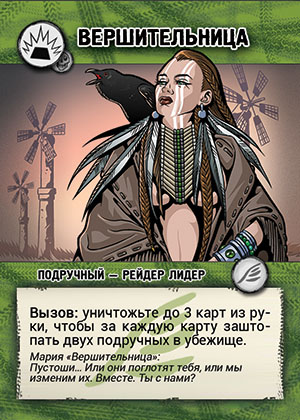 ВЕРШИТЕЛЬНИЦА
ПОДРУЧНЫЙ – РЕЙДЕР ЛИДЕР
Вызов: уничтожьте до 3 карт из ру-
ки, чтобы за каждую карту зашто-
пать двух подручных в убежище.
Мария «Вершительница»:
Пустоши... Или они поглотят тебя, или мы
изменим их. Вместе. Ты с нами?